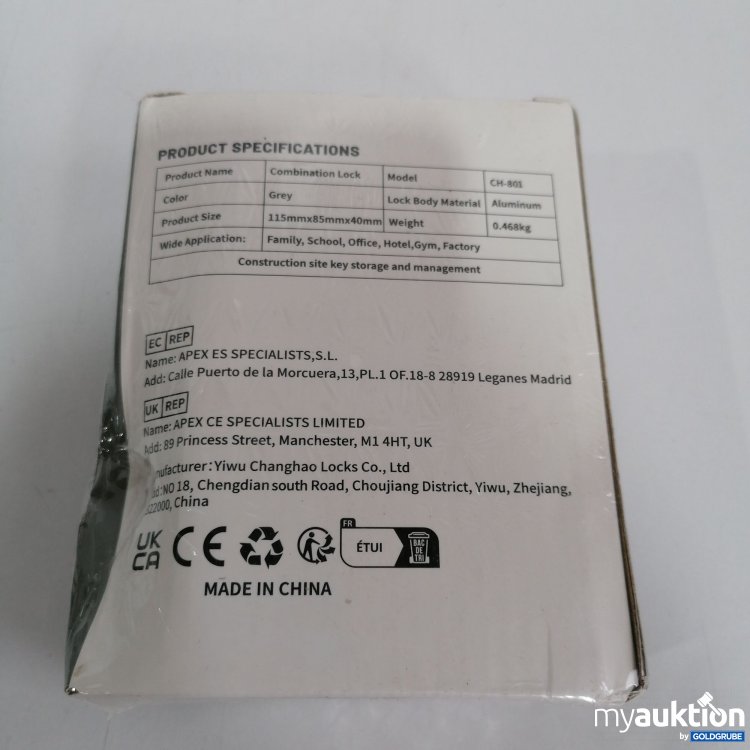 PRODUCT SPECIFICATIONS
Product Name Combination Lock Model CH-801
Color Grey Lock Body Material Aluminum
Product Size 115mmx85mmx40mm Weight 0.468kg
Wide Application: Family, School, Office, Hotel,Gym, Factory
Construction site key storage and management
EC REP
Name: APEX ES SPECIALISTS,S.L.
Add: Calle Puerto de la Morcuera,13,PL.1 OF.18-8 28919 Leganes Madrid
UK REP
Name: APEX CE SPECIALISTS LIMITED
Add: 89 Princess Street, Manchester, M1 4HT, UK
nufacturer:Yiwu Changhao Locks Co., Ltd
d:NO 18, Chengdian south Road, Choujiang District, Yiwu, Zhejiang,
322000, China
UK
CA
CE
FR
ÉTUI
BAC
DE
TRI
MADE IN CHINA
myauktion
by GOLDGRUBE